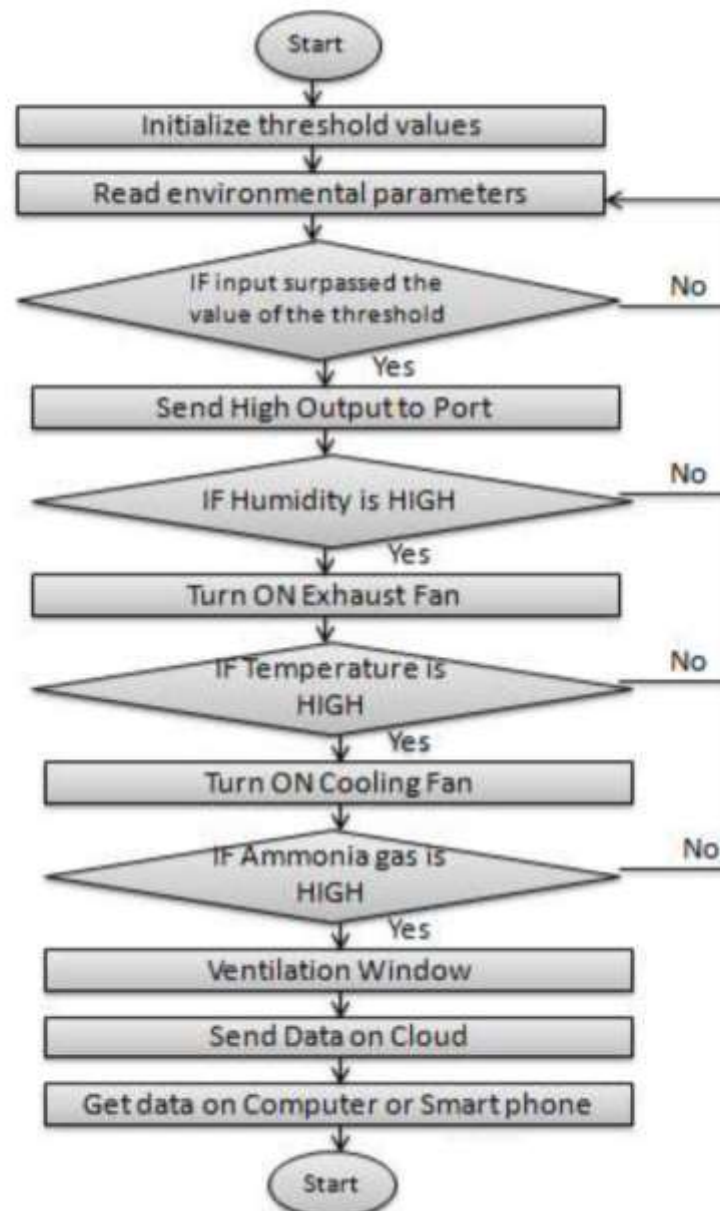 Start
Initialize threshold values
Read environmental parameters
IF input surpassed the
value of the threshold
No
Yes
Send High Output to Port
IF Humidity is HIGH
No
Yes
Turn ON Exhaust Fan
IF Temperature is
HIGH
No
Yes
Turn ON Cooling Fan
IF Ammonia gas is
HIGH
No
Yes
Ventilation Window
Send Data on Cloud
Get data on Computer or Smart phone
Start